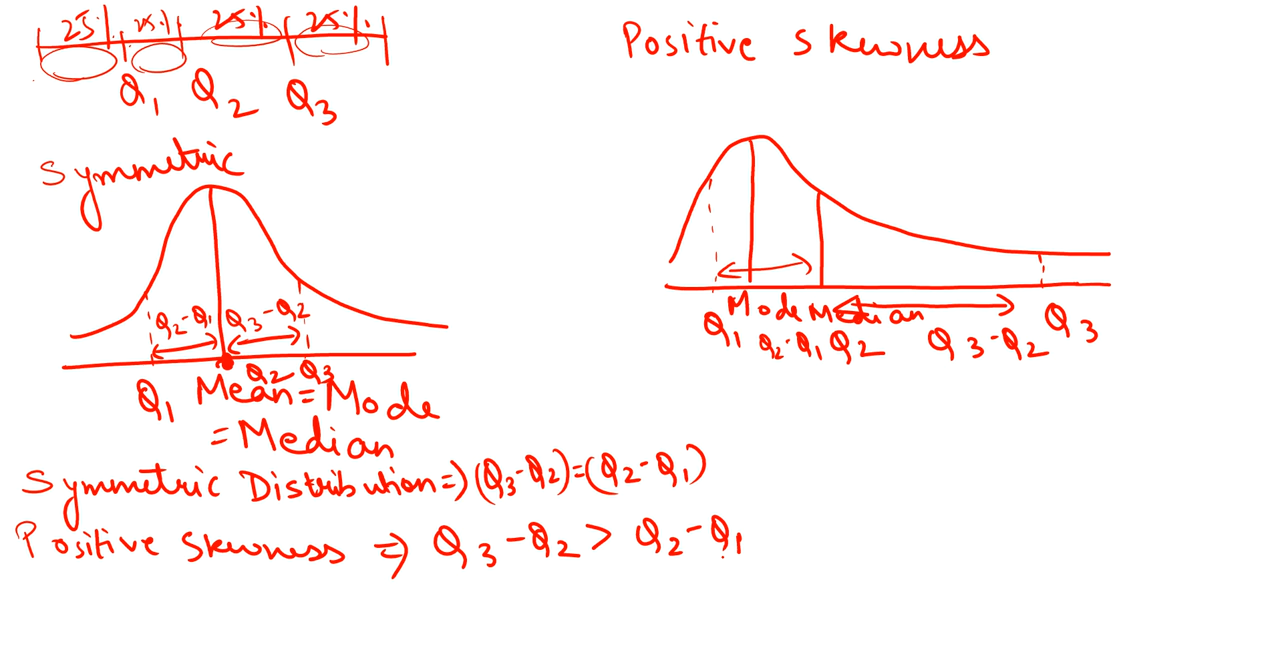 25% 25% 25% 25%
Q1 Q2 Q3
Symmetric
Q2-Q1 Q3-Q2
Q2 Q3
Q1 Mean=Mode
=Median
Positive Skewness
Mode Median
Q1 Q2-Q1 Q2 Q3-Q2 Q3
Symmetric Distribution=>(Q3-Q2)=(Q2-Q1)
Positive Skewness => Q3-Q2 > Q2-Q1